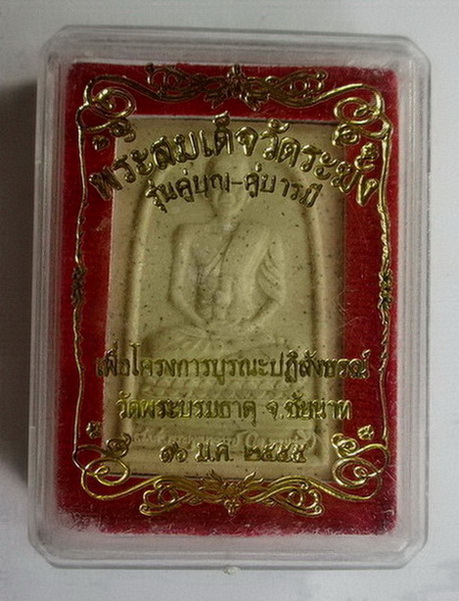 พระสมเด็จวัดระฆัง
รุ่นคู่บุญ-คู่บารมี
เพื่อโครงการบูรณะปฏิสังขรณ์
วัดพระบรมธาตุ จ.ชัยนาท
๑๖ ม.ค. ๒๕๕๕